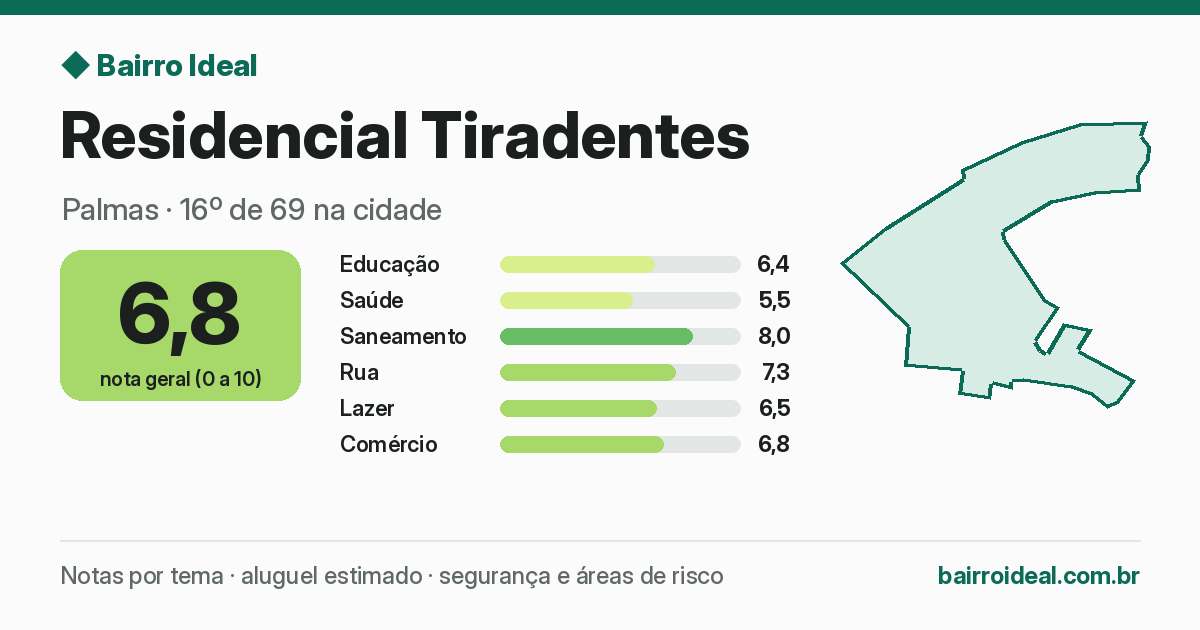 Bairro Ideal
Residencial Tiradentes
Palmas · 16º de 69 na cidade
6,8
nota geral (0 a 10)
Educação 6,4
Saúde 5,5
Saneamento 8,0
Rua 7,3
Lazer 6,5
Comércio 6,8
Notas por tema · aluguel estimado · segurança e áreas de risco
bairroideal.com.br